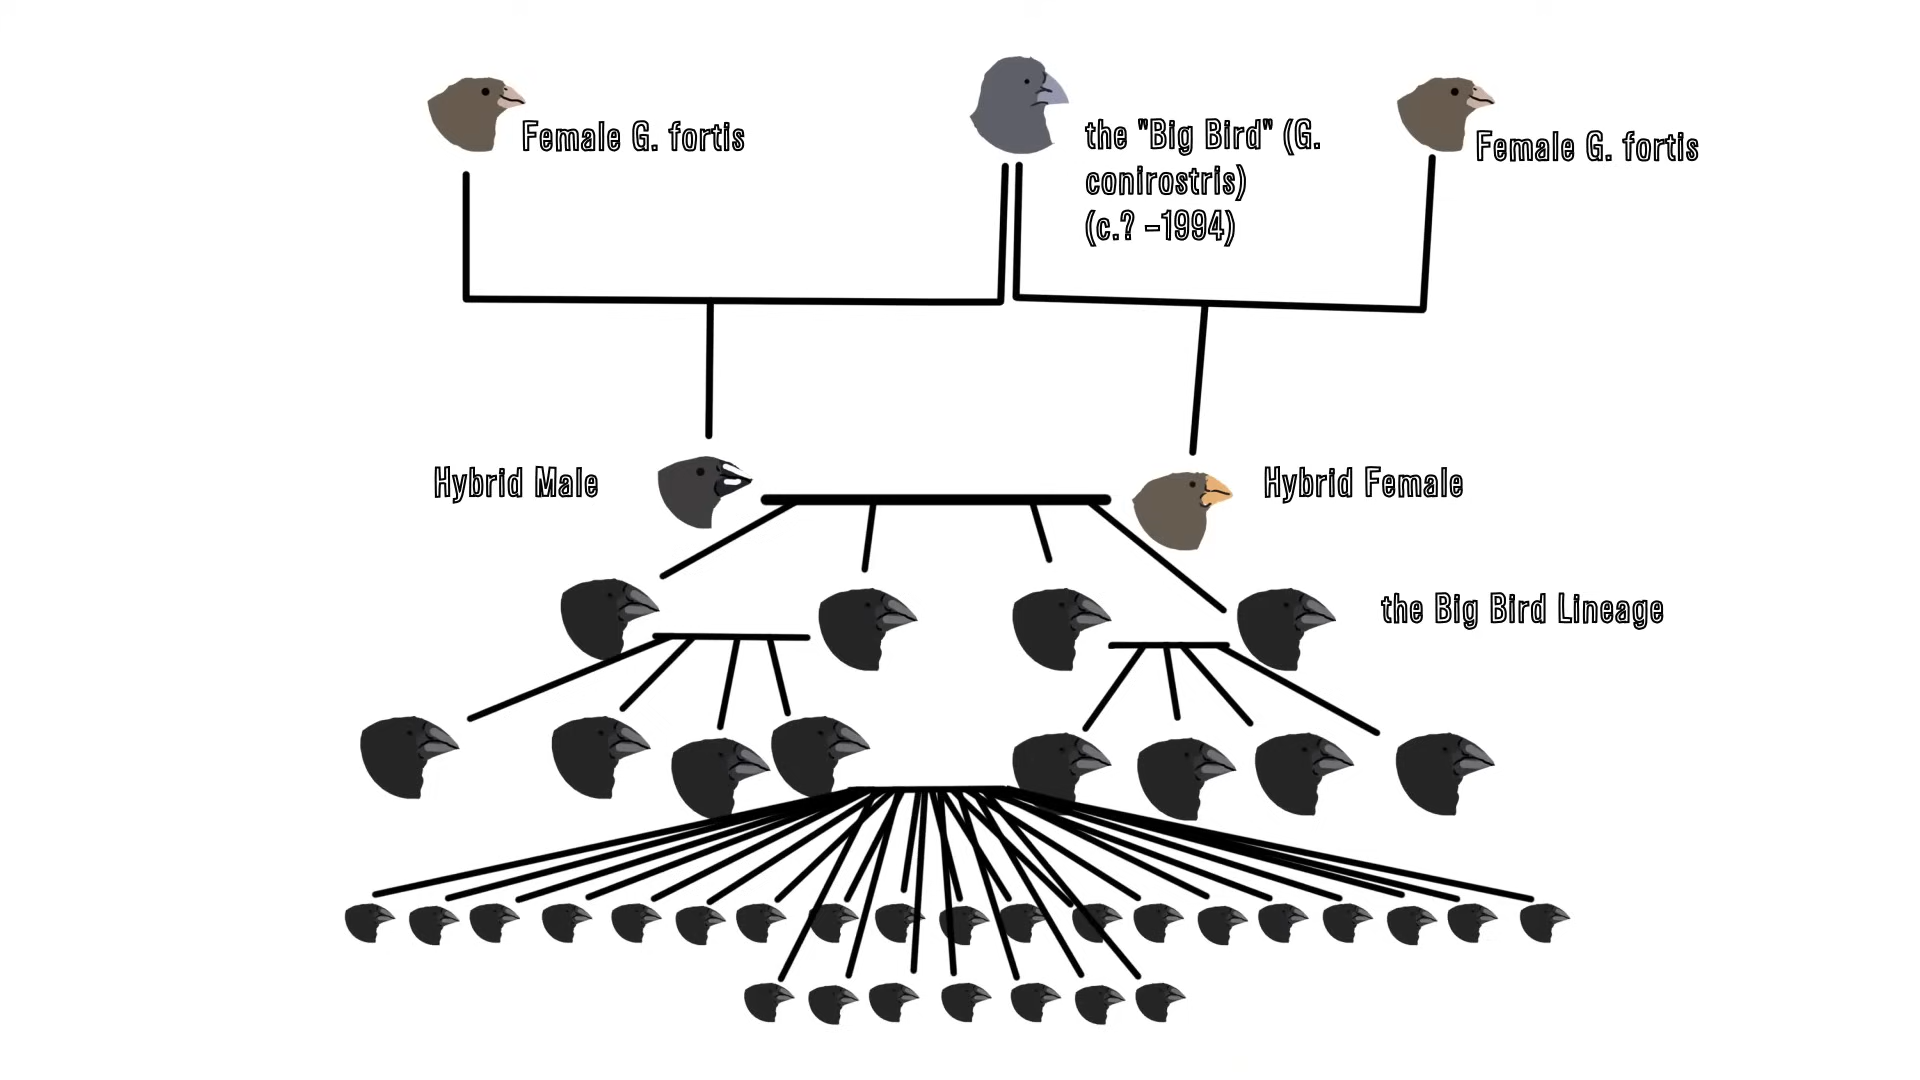 Female G. fortis
the "Big Bird" (G.
conirostris)
(c.? -1994)
Female G. fortis
Hybrid Male
Hybrid Female
the Big Bird Lineage